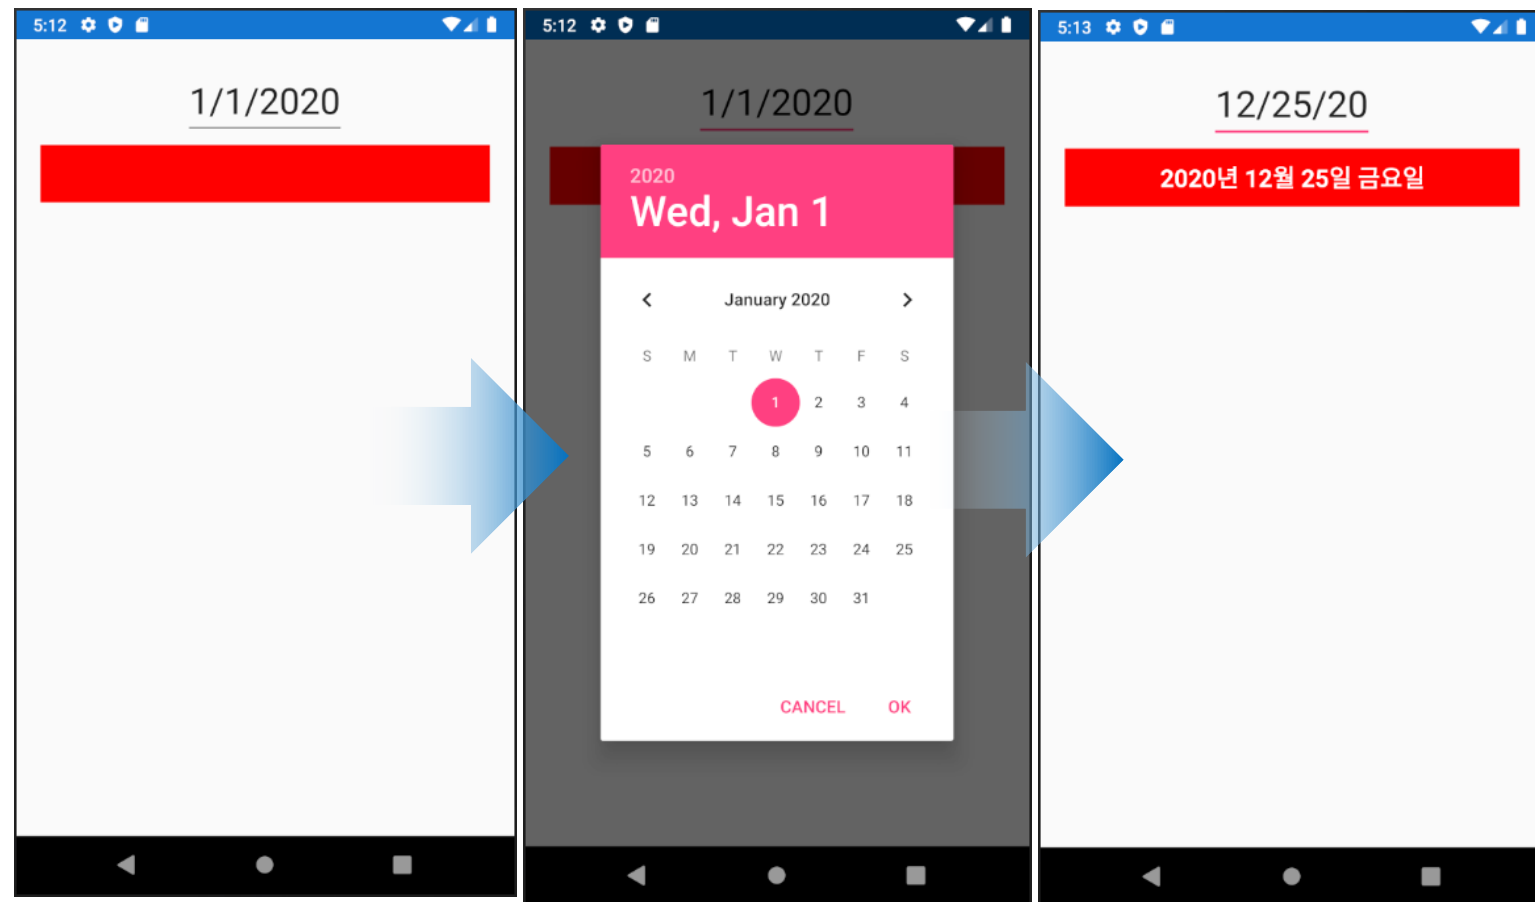 5:12
1/1/2020
5:12
1/1/2020
2020
Wed, Jan 1
January 2020
S M T W T F S
1 2 3 4
5 6 7 8 9 10 11
12 13 14 15 16 17 18
19 20 21 22 23 24 25
26 27 28 29 30 31
CANCEL OK
5:13
12/25/20
2020년 12월 25일 금요일